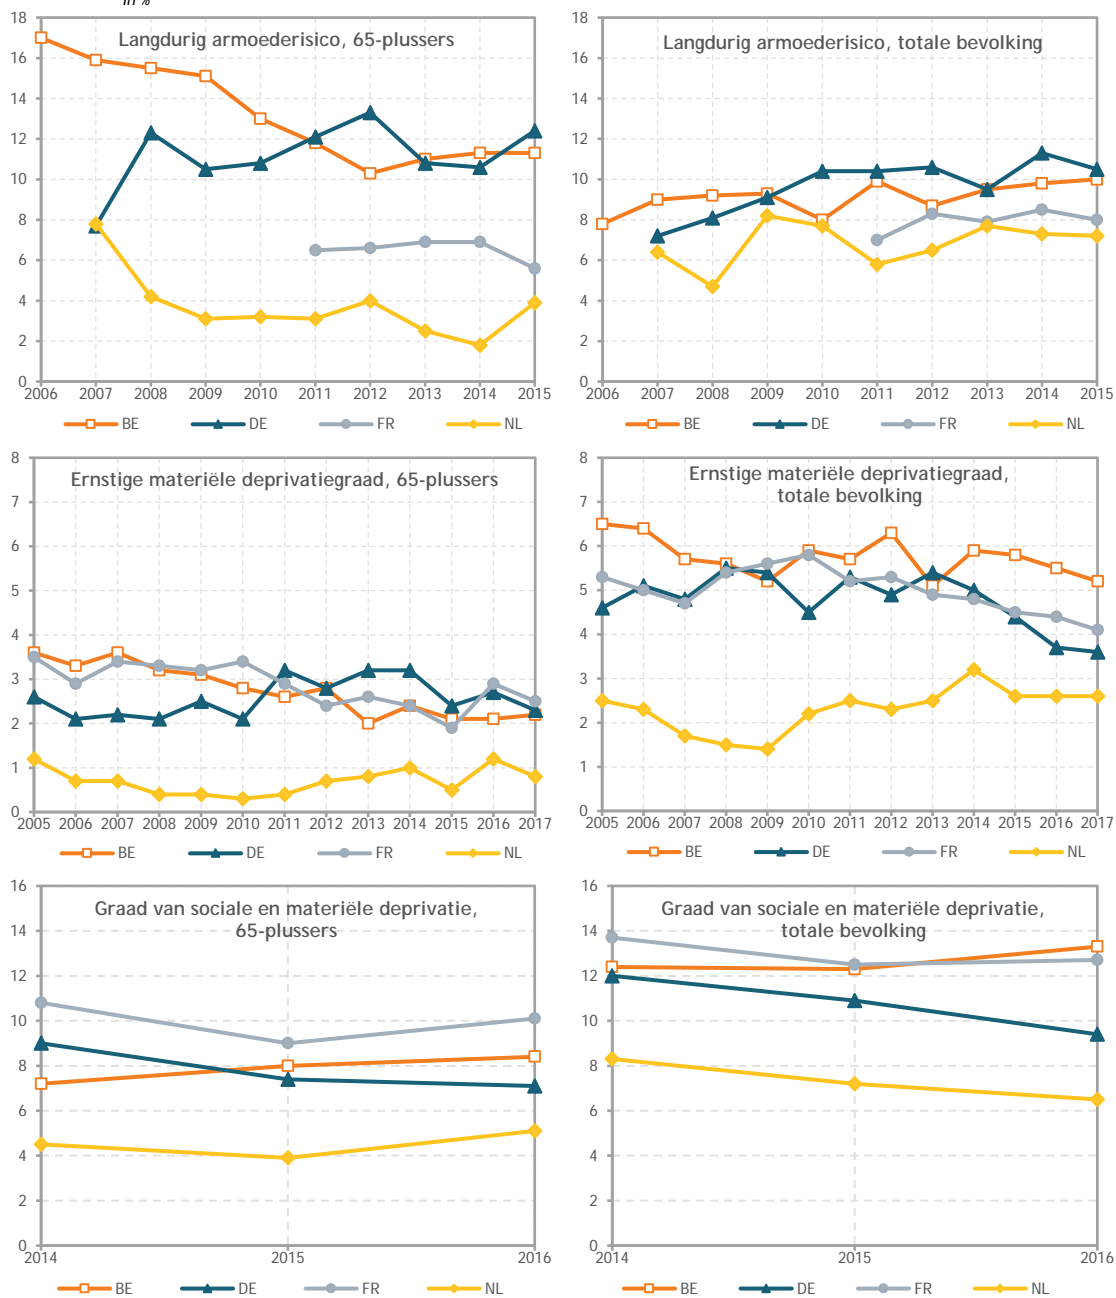 in %
Langdurig armoederisico, 65-plussers
18
16
14
12
10
8
6
4
2
0
2006 2007 2008 2009 2010 2011 2012 2013 2014 2015
BE DE FR NL
Langdurig armoederisico, totale bevolking
18
16
14
12
10
8
6
4
2
0
2006 2007 2008 2009 2010 2011 2012 2013 2014 2015
BE DE FR NL
Ernstige materiële deprivatiegraad, 65-plussers
8
7
6
5
4
3
2
1
0
2005 2006 2007 2008 2009 2010 2011 2012 2013 2014 2015 2016 2017
BE DE FR NL
Ernstige materiële deprivatiegraad,
totale bevolking
8
7
6
5
4
3
2
1
0
2005 2006 2007 2008 2009 2010 2011 2012 2013 2014 2015 2016 2017
BE DE FR NL
Graad van sociale en materiële deprivatie,
65-plussers
16
14
12
10
8
6
4
2
0
2014 2015 2016
BE DE FR NL
Graad van sociale en materiële deprivatie,
totale bevolking
16
14
12
10
8
6
4
2
0
2014 2015 2016
BE DE FR NL